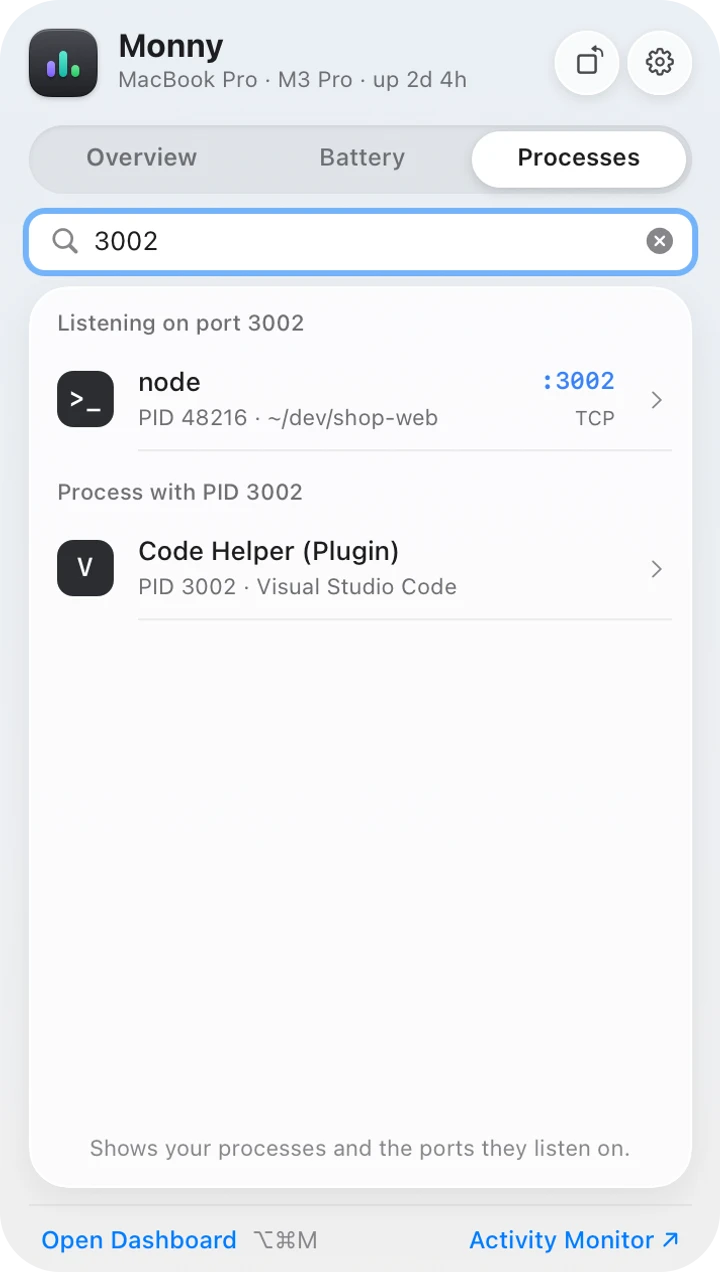 Monny
MacBook Pro · M3 Pro · up 2d 4h
Overview Battery Processes
3002
Listening on port 3002
>_ node :3002
PID 48216 · ~/dev/shop-web TCP
Process with PID 3002
V Code Helper (Plugin)
PID 3002 · Visual Studio Code
Shows your processes and the ports they listen on.
Open Dashboard ⌥⌘M Activity Monitor ↗